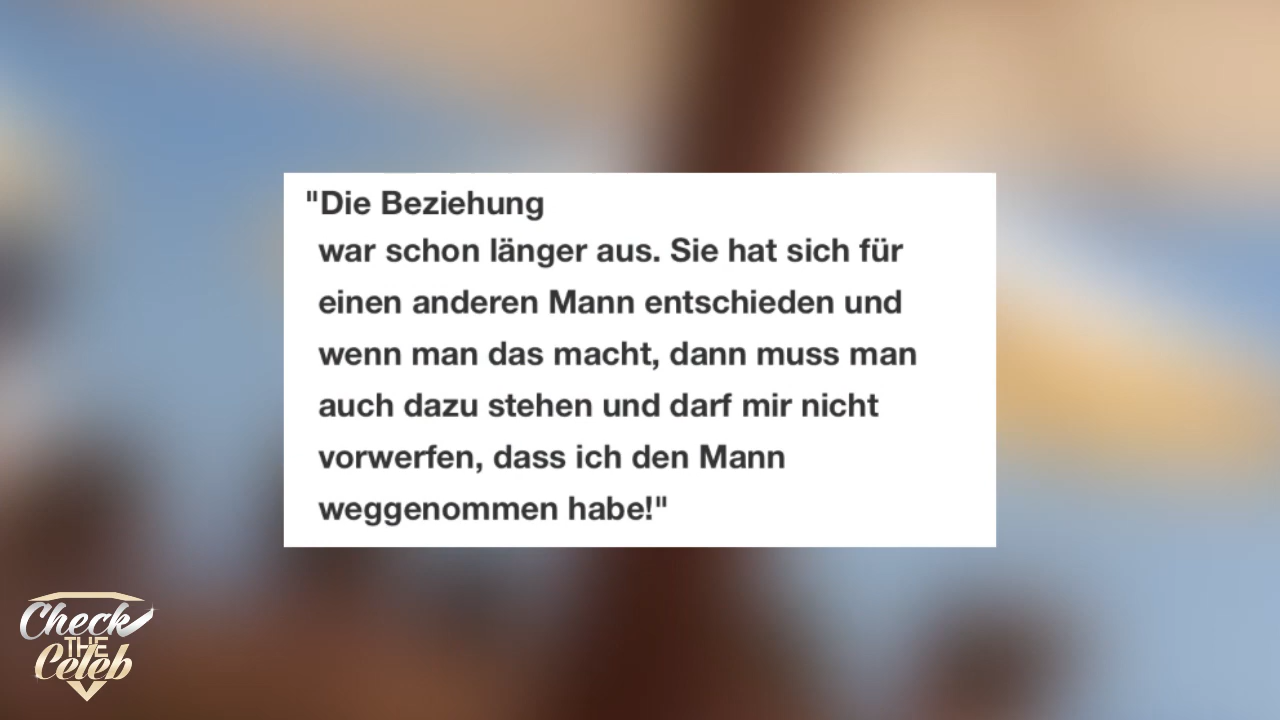 "Die Beziehung
war schon länger aus. Sie hat sich für
einen anderen Mann entschieden und
wenn man das macht, dann muss man
auch dazu stehen und darf mir nicht
vorwerfen, dass ich den Mann
weggenommen habe!"
Check
THE
Celeb